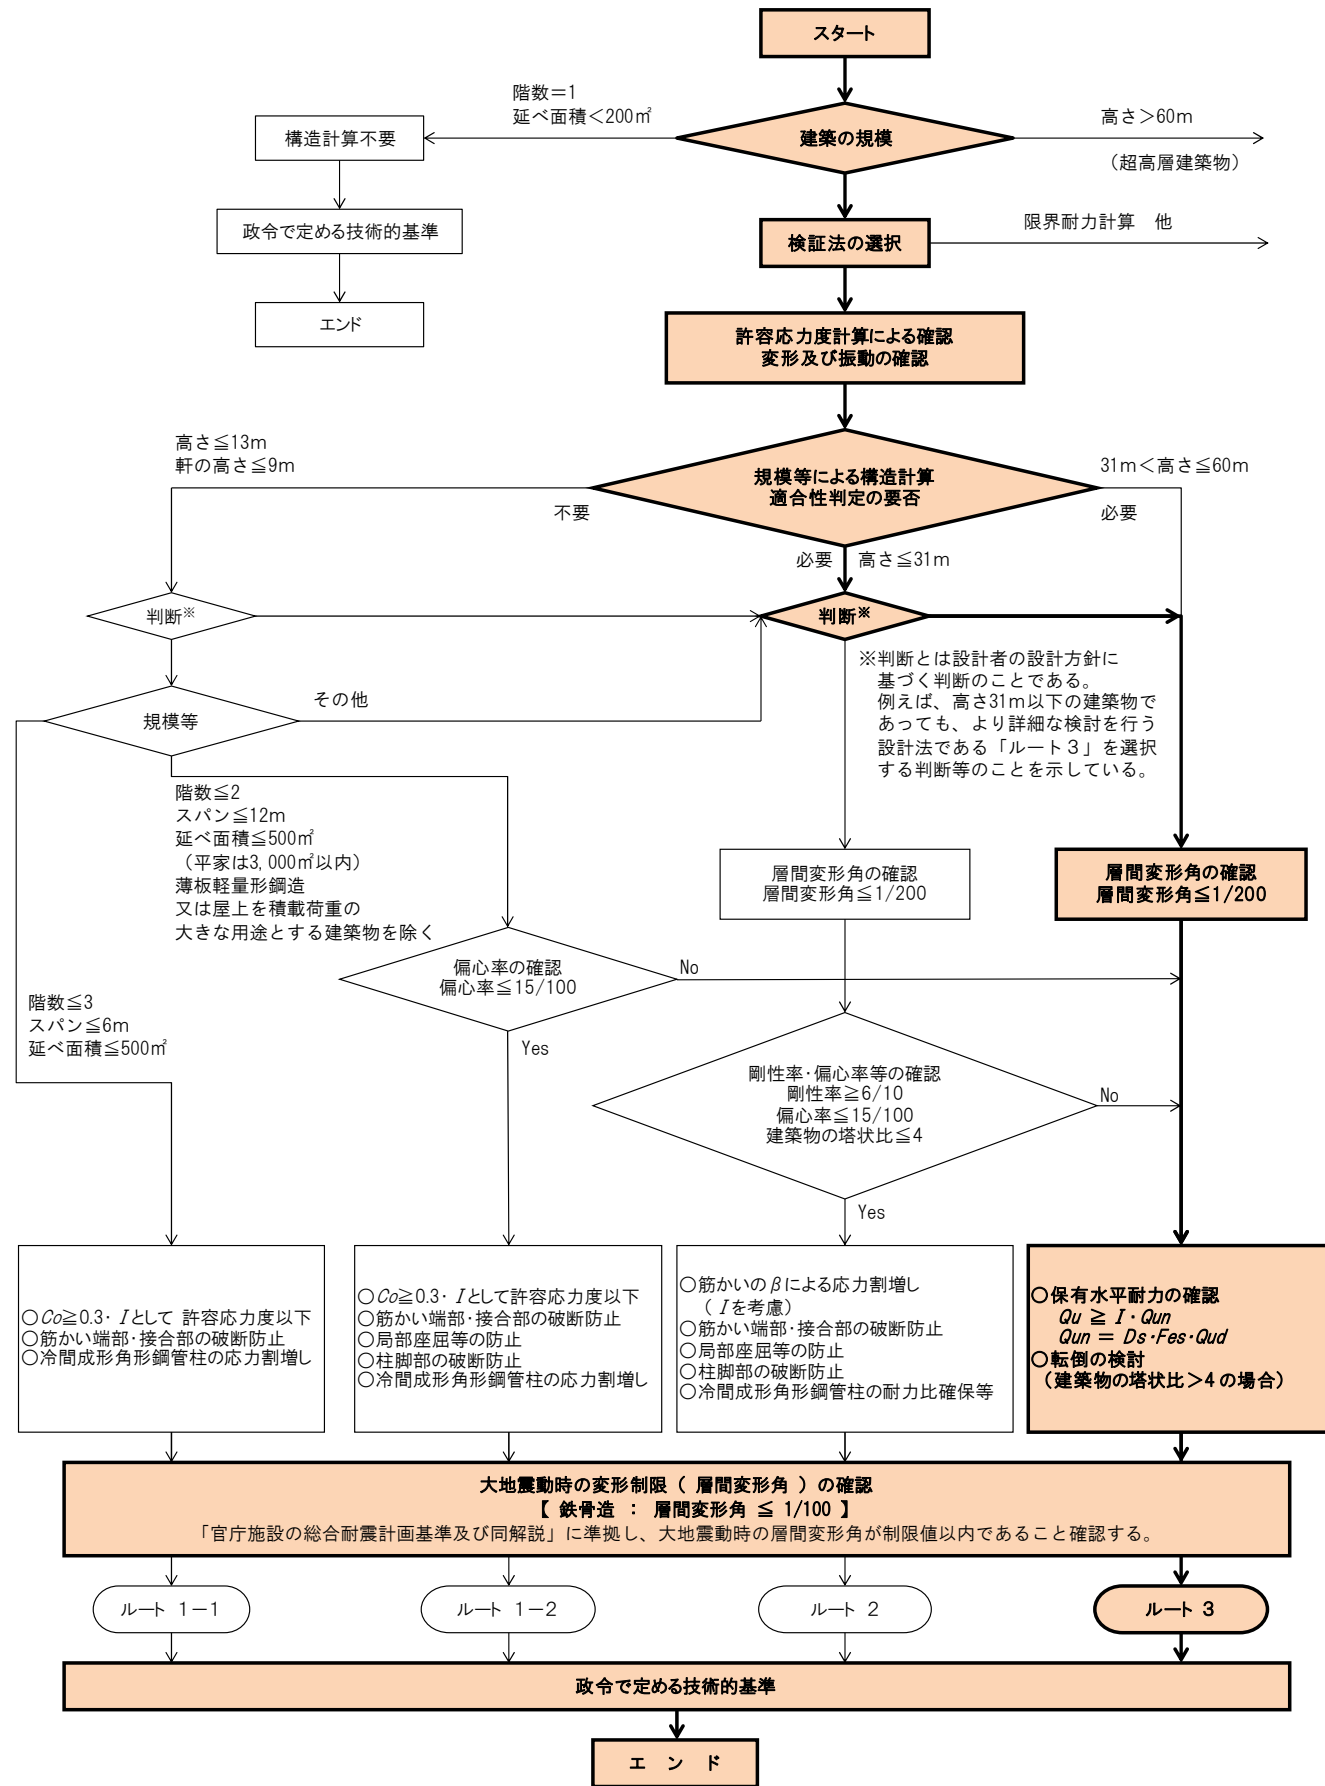 スタート
階数＝1
延べ面積＜200㎡
建築の規模
高さ＞60m
（超高層建築物）
構造計算不要
政令で定める技術的基準
エンド
検証法の選択
限界耐力計算　他
許容応力度計算による確認
変形及び振動の確認
高さ≦13m
軒の高さ≦9m
規模等による構造計算
適合性判定の要否
31m＜高さ≦60m
不要
必要
必要
高さ≦31m
判断※
判断※
※判断とは設計者の設計方針に
基づく判断のことである。
例えば、高さ31m以下の建築物で
あっても、より詳細な検討を行う
設計法である「ルート３」を選択
する判断等のことを示している。
規模等
その他
階数≦2
スパン≦12m
延べ面積≦500㎡
（平家は3,000㎡以内）
薄板軽量形鋼造
又は屋上を積載荷重の
大きな用途とする建築物を除く
層間変形角の確認
層間変形角≦1/200
層間変形角の確認
層間変形角≦1/200
偏心率の確認
偏心率≦15/100
No
Yes
階数≦3
スパン≦6m
延べ面積≦500㎡
剛性率･偏心率等の確認
剛性率≧6/10
偏心率≦15/100
建築物の塔状比≦4
No
Yes
○Co≧0.3･Iとして 許容応力度以下
○筋かい端部･接合部の破断防止
○冷間成形角形鋼管柱の応力割増し
○Co≧0.3･Iとして許容応力度以下
○筋かい端部･接合部の破断防止
○局部座屈等の防止
○柱脚部の破断防止
○冷間成形角形鋼管柱の応力割増し
○筋かいのβによる応力割増し
（Iを考慮）
○筋かい端部･接合部の破断防止
○局部座屈等の防止
○柱脚部の破断防止
○冷間成形角形鋼管柱の耐力比確保等
○保有水平耐力の確認
Qu ≧ I･Qun
Qun ＝ Ds･Fes･Qud
○転倒の検討
（建築物の塔状比＞4 の場合）
大地震動時の変形制限（ 層間変形角 ）の確認
【 鉄骨造 ： 層間変形角 ≦ 1/100 】
「官庁施設の総合耐震計画基準及び同解説」に準拠し、大地震動時の層間変形角が制限値以内であること確認する。
ルート １－１
ルート １－２
ルート ２
ルート ３
政令で定める技術的基準
エ ン ド